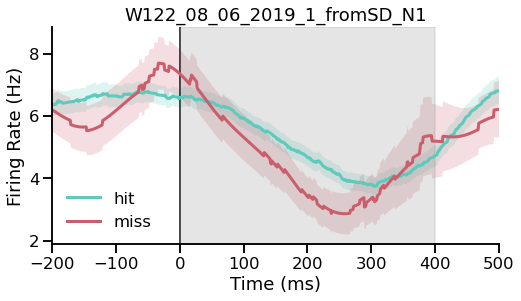 W122_08_06_2019_1_fromSD_N1
Firing Rate (Hz)
8
6
4
2
hit
miss
−200 −100 0 100 200 300 400 500
Time (ms)